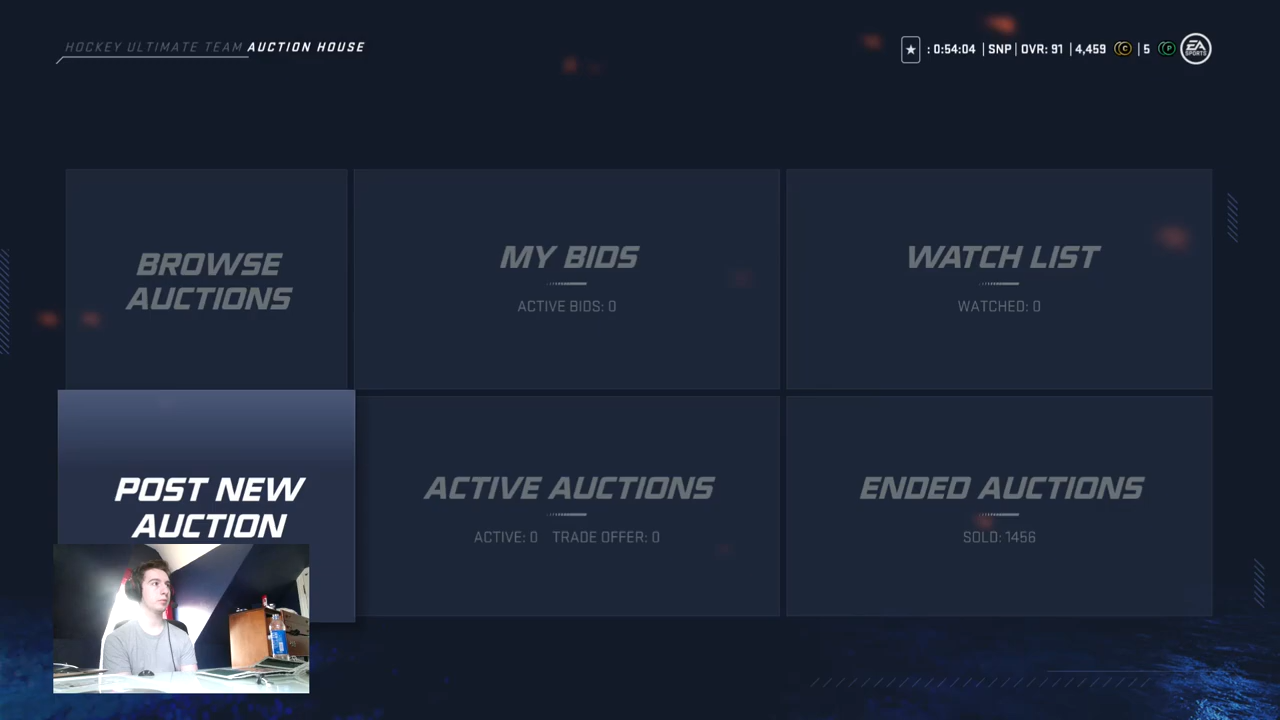 HOCKEY ULTIMATE TEAM AUCTION HOUSE
: 0:54:04 | SNP | OVR: 91 | 4,459 C | 5 P EA SPORTS
BROWSE
AUCTIONS
MY BIDS
ACTIVE BIDS: 0
WATCH LIST
WATCHED: 0
POST NEW
AUCTION
ACTIVE AUCTIONS
ACTIVE: 0 TRADE OFFER: 0
ENDED AUCTIONS
SOLD: 1456